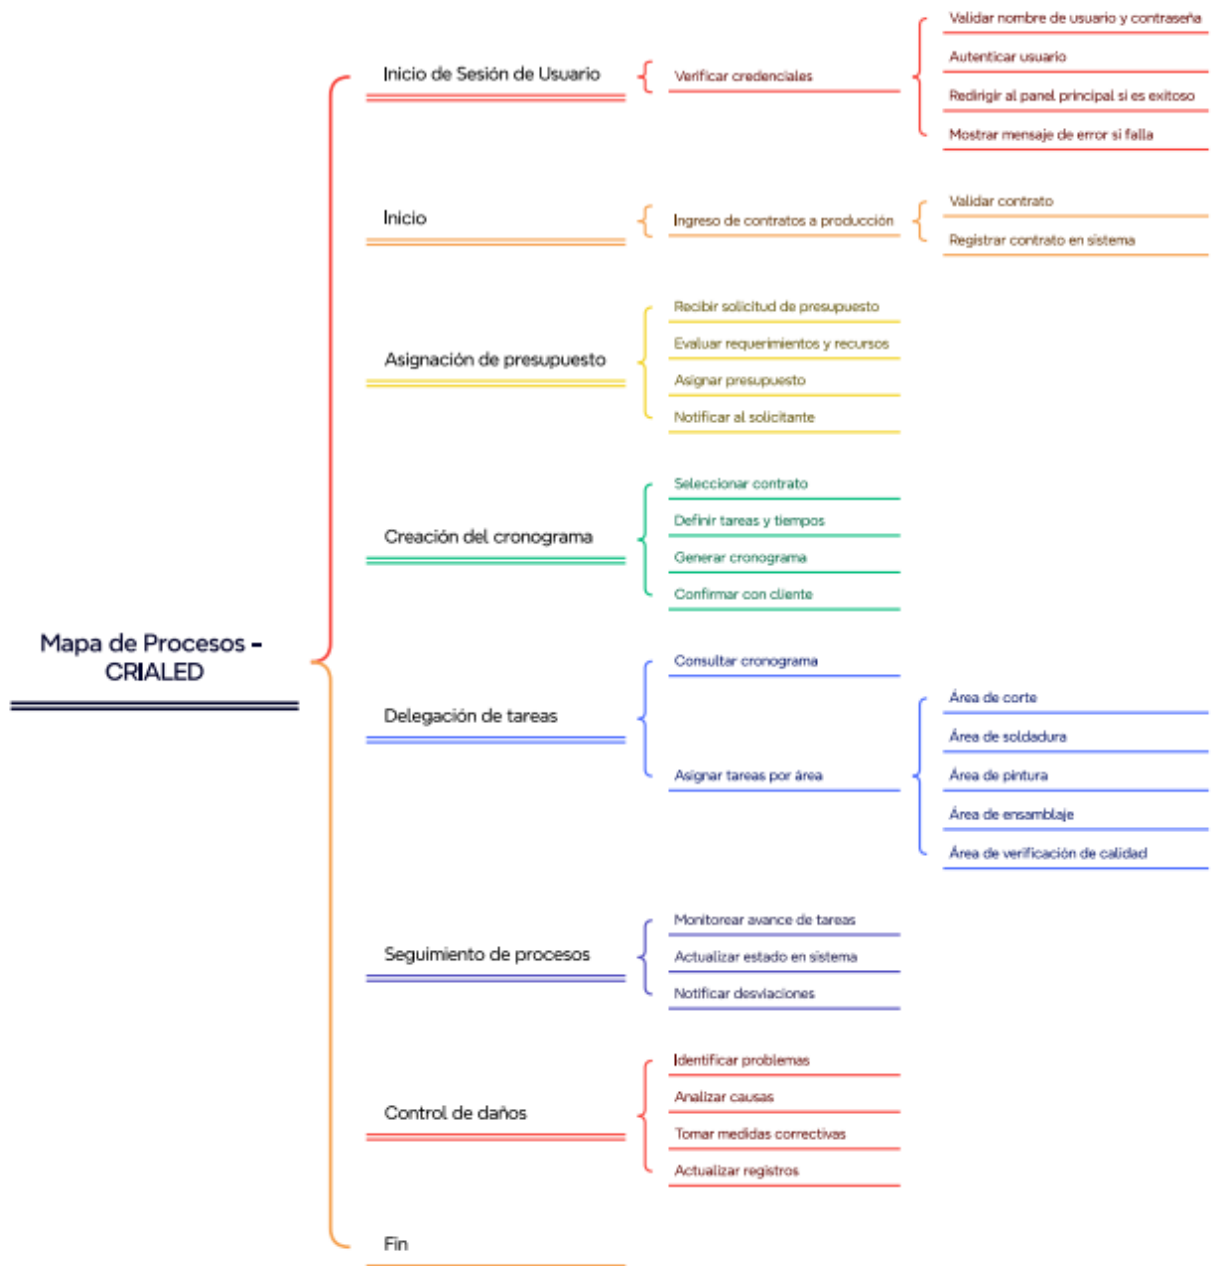 Mapa de Procesos -
CRIALED
Inicio de Sesión de Usuario
Verificar credenciales
Validar nombre de usuario y contraseña
Autenticar usuario
Redirigir al panel principal si es exitoso
Mostrar mensaje de error si falla
Inicio
Ingreso de contratos a producción
Validar contrato
Registrar contrato en sistema
Asignación de presupuesto
Recibir solicitud de presupuesto
Evaluar requerimientos y recursos
Asignar presupuesto
Notificar al solicitante
Creación del cronograma
Seleccionar contrato
Definir tareas y tiempos
Generar cronograma
Confirmar con cliente
Delegación de tareas
Consultar cronograma
Asignar tareas por área
Área de corte
Área de soldadura
Área de pintura
Área de ensamblaje
Área de verificación de calidad
Seguimiento de procesos
Monitorear avance de tareas
Actualizar estado en sistema
Notificar desviaciones
Control de daños
Identificar problemas
Analizar causas
Tomar medidas correctivas
Actualizar registros
Fin